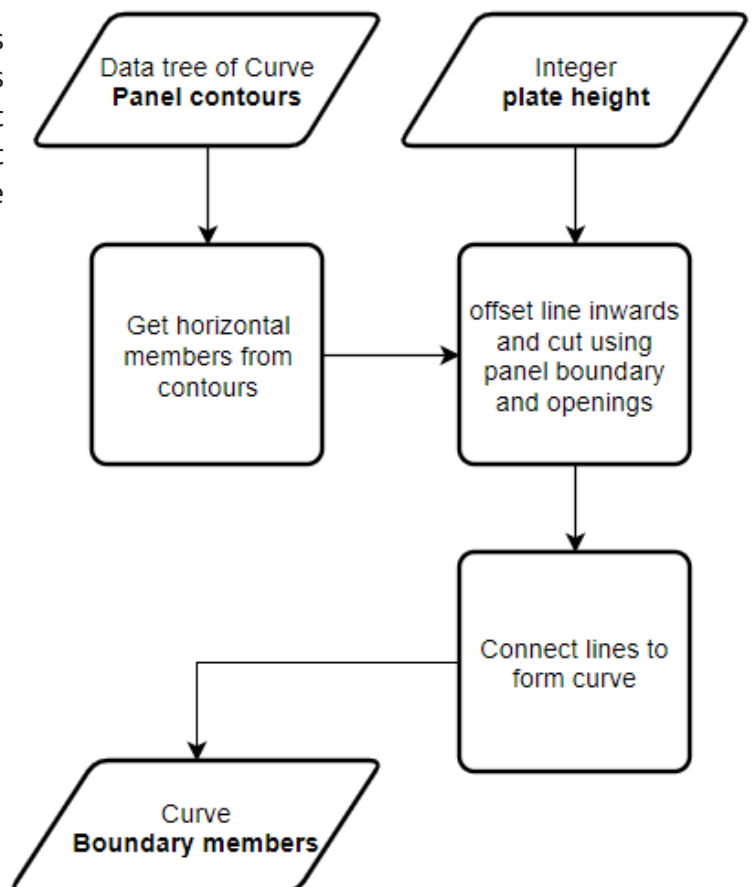 Data tree of Curve
Panel contours
Integer
plate height
Get horizontal
members from
contours
offset line inwards
and cut using
panel boundary
and openings
Connect lines to
form curve
Curve
Boundary members